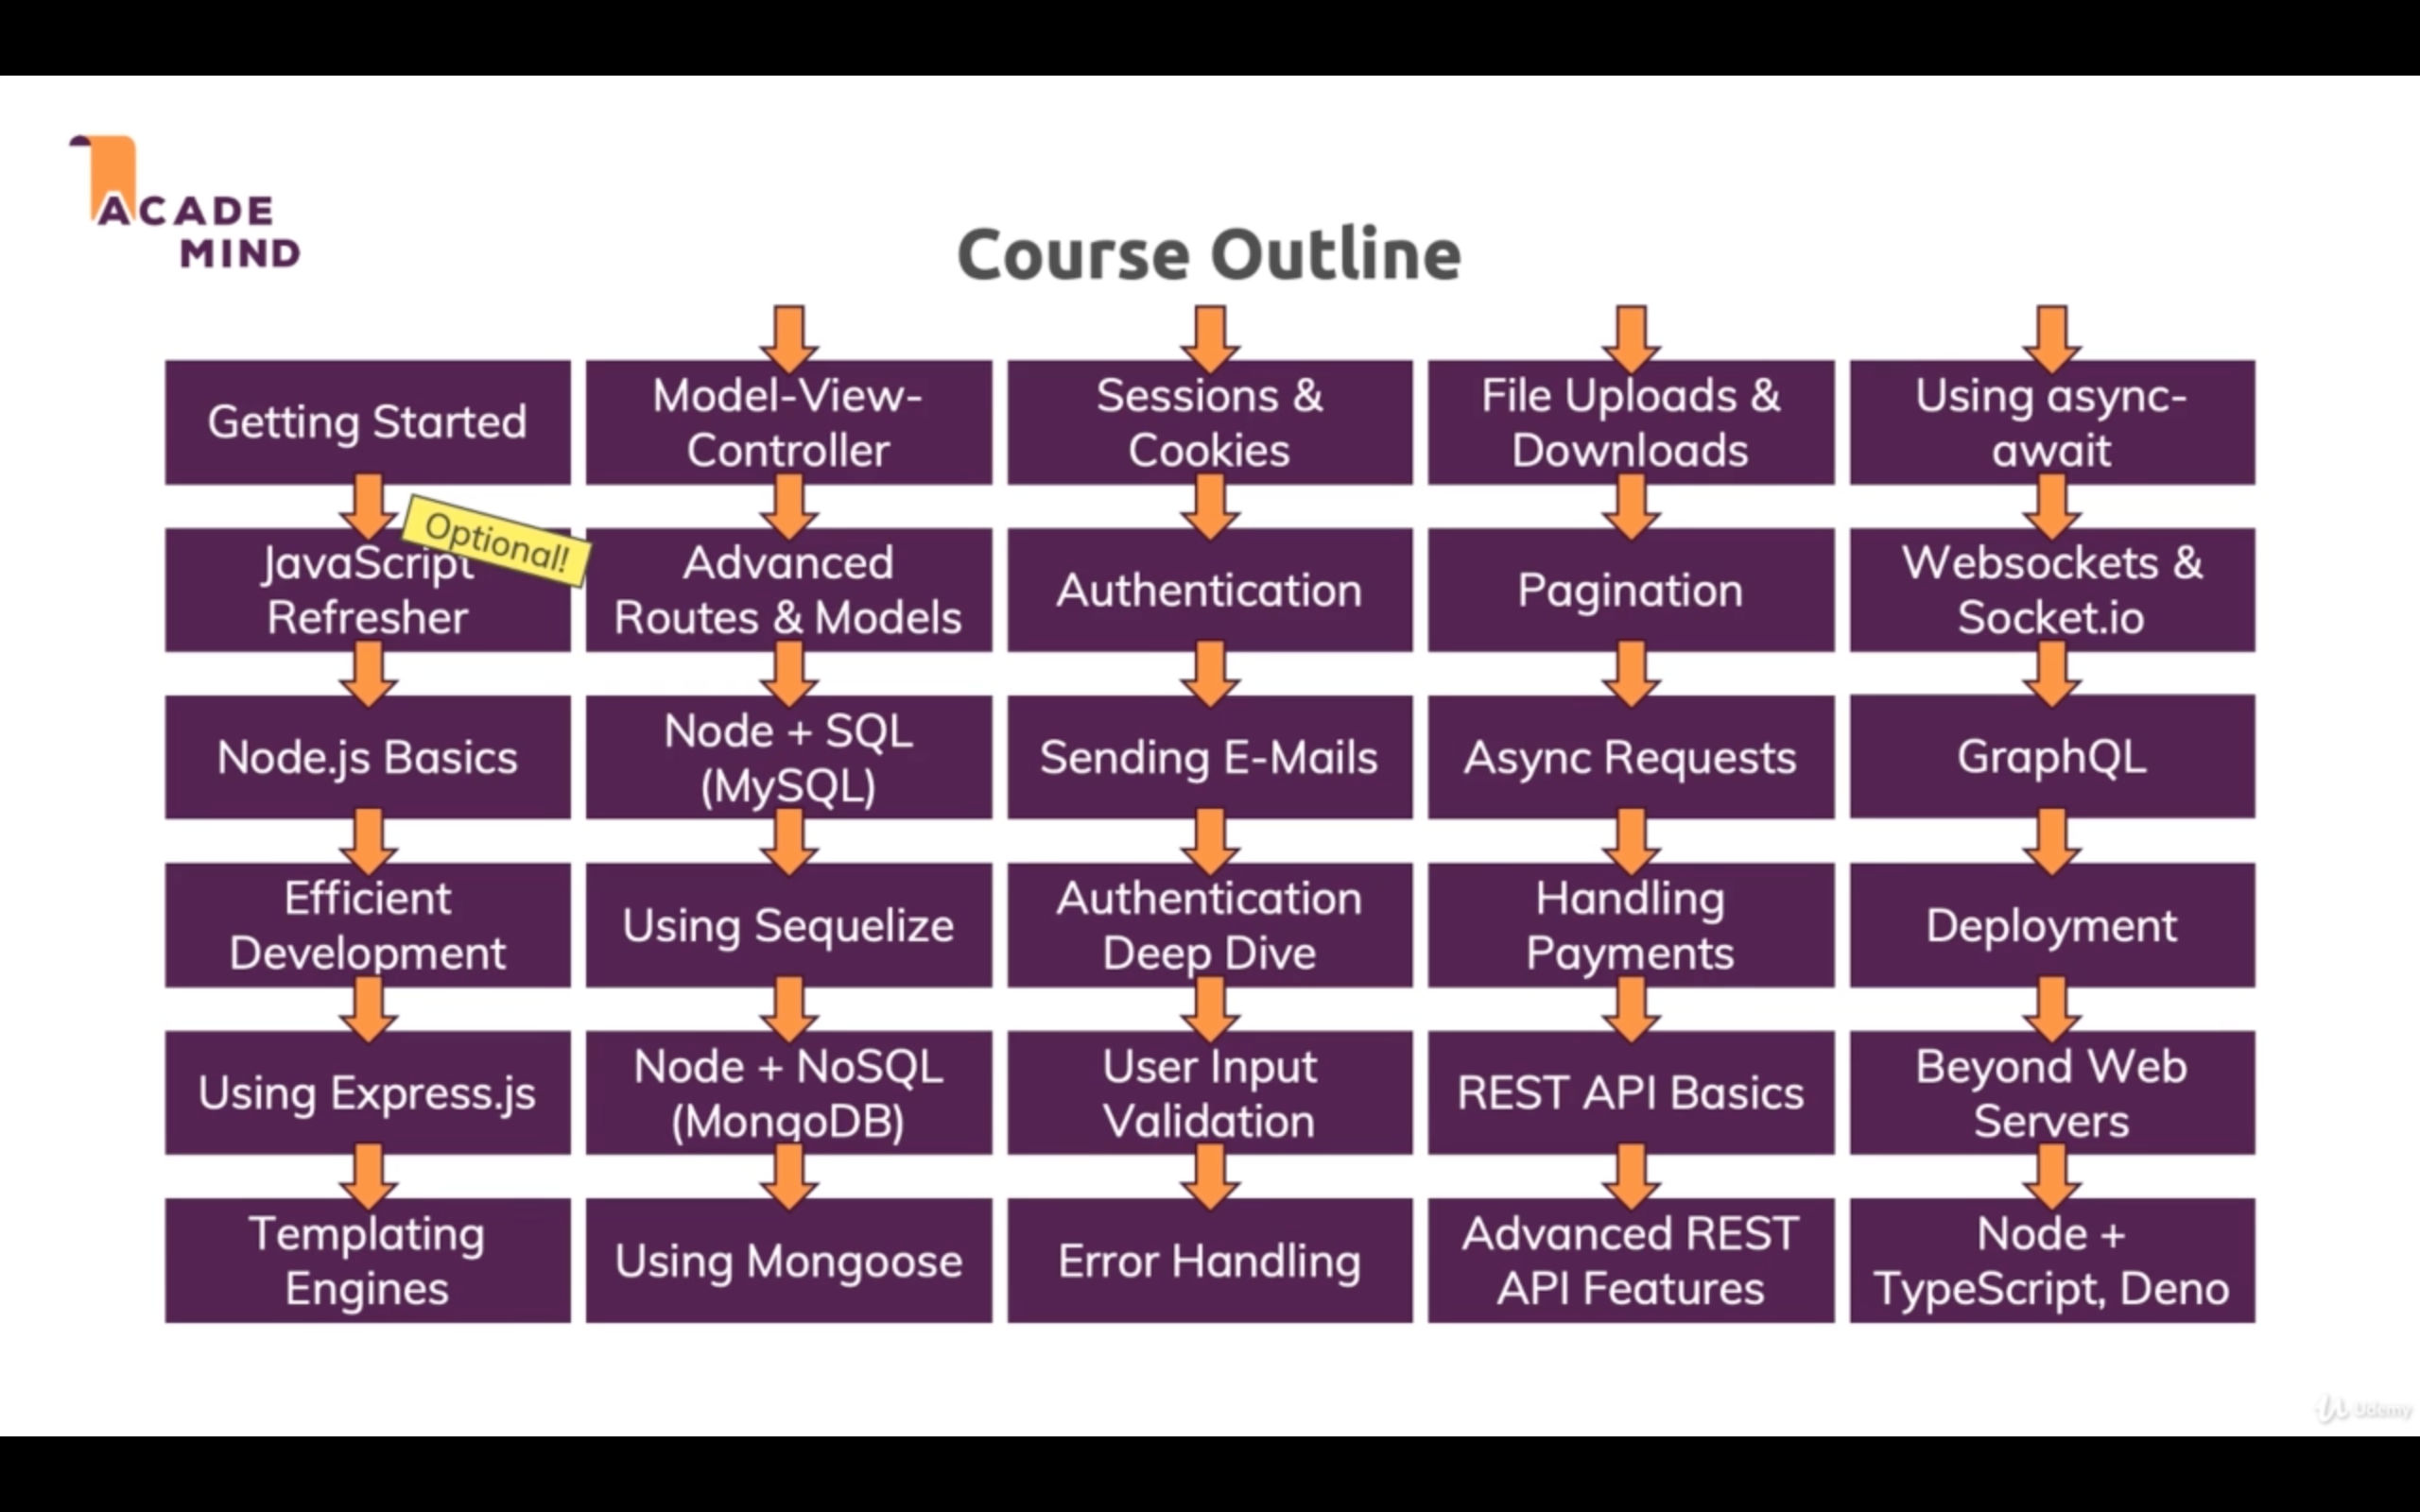 ACADE
MIND
Course Outline
Getting Started
Optional!
JavaScript
Refresher
Node.js Basics
Efficient
Development
Using Express.js
Templating
Engines
Model-View-
Controller
Advanced
Routes & Models
Node + SQL
(MySQL)
Using Sequelize
Node + NoSQL
(MongoDB)
Using Mongoose
Sessions &
Cookies
Authentication
Sending E-Mails
Authentication
Deep Dive
User Input
Validation
Error Handling
File Uploads &
Downloads
Pagination
Async Requests
Handling
Payments
REST API Basics
Advanced REST
API Features
Using async-
await
Websockets &
Socket.io
GraphQL
Deployment
Beyond Web
Servers
Node +
TypeScript, Deno
Udemy